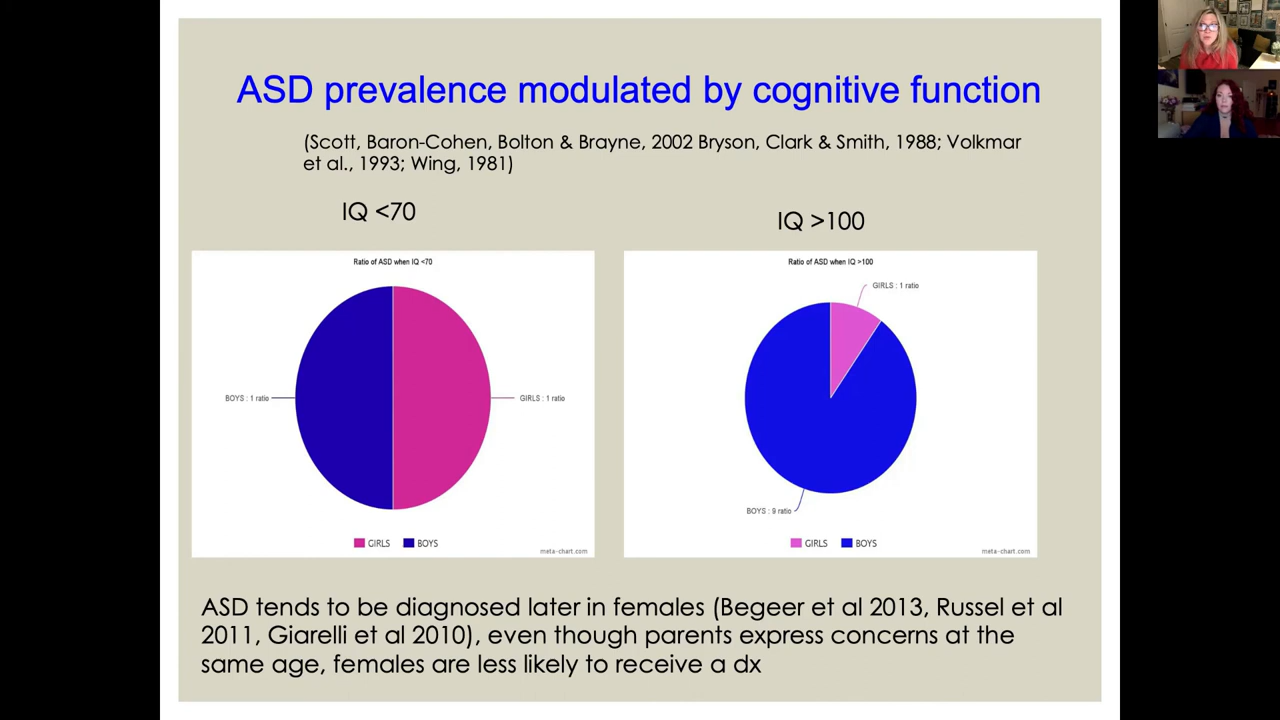 ASD prevalence modulated by cognitive function
(Scott, Baron-Cohen, Bolton & Brayne, 2002 Bryson, Clark & Smith, 1988; Volkmar
et al., 1993; Wing, 1981)
IQ <70
IQ >100
Ratio of ASD when IQ <70
BOYS : 1 ratio
GIRLS : 1 ratio
GIRLS BOYS
meta-chart.com
Ratio of ASD when IQ >100
GIRLS : 1 ratio
BOYS : 9 ratio
GIRLS BOYS
meta-chart.com
ASD tends to be diagnosed later in females (Begeer et al 2013, Russel et al
2011, Giarelli et al 2010), even though parents express concerns at the
same age, females are less likely to receive a dx